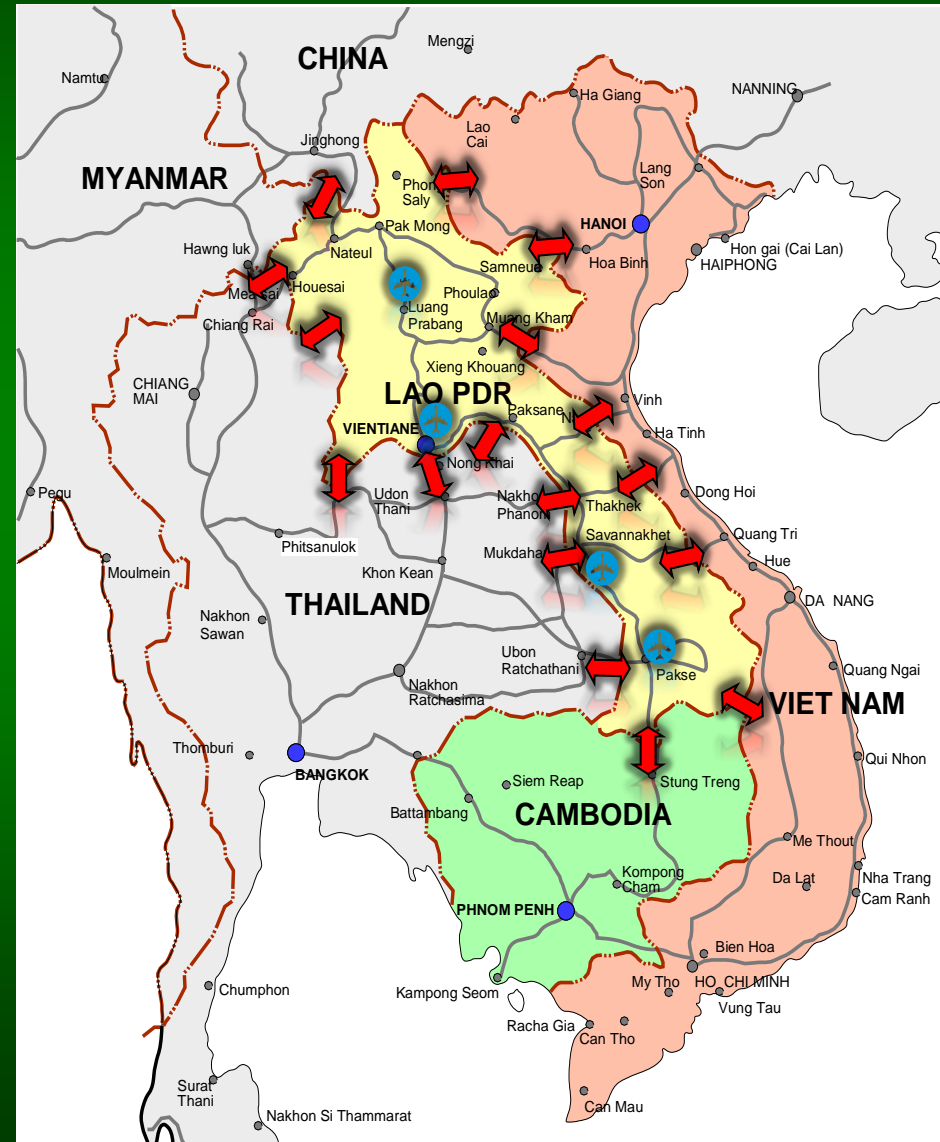 Mengzi
CHINA
Namtu
Ha Giang
NANNING
Lao
Cai
Jinghong
MYANMAR
Lang
Son
Phon
Saly
HANOI
Pak Mong
Hawng luk
Nateul
Hon gai (Cai Lan)
Samneua
Hoa Binh
HAIPHONG
Houesai
Mea sai
Phoulao
Luang
Prabang
Chiang Rai
Muang Kham
Xieng Khouang
CHIANG
MAI
LAO PDR
Vinh
Paksane
VIENTIANE
Ha Tinh
Nong Khai
Pegu
Udon
Thani
Nakho
Phanon
Thakhek
Dong Hoi
Savannakhet
Quang Tri
Phitsanulok
Mukdaha
Moulmein
Khon Kean
Hue
THAILAND
DA NANG
Nakhon
Sawan
Ubon
Ratchathani
Pakse
Quang Ngai
Nakhon
Ratchasima
VIET NAM
Thomburi
BANGKOK
Qui Nhon
Siem Reap
Stung Treng
Battambang
CAMBODIA
Me Thout
Kompong
Cham
Da Lat
Nha Trang
Cam Ranh
PHNOM PENH
Bien Hoa
Kampong Seom
My Tho
HO CHI MINH
Chumphon
Vung Tau
Racha Gia
Can Tho
Surat
Thani
Can Mau
Nakhon Si Thammarat